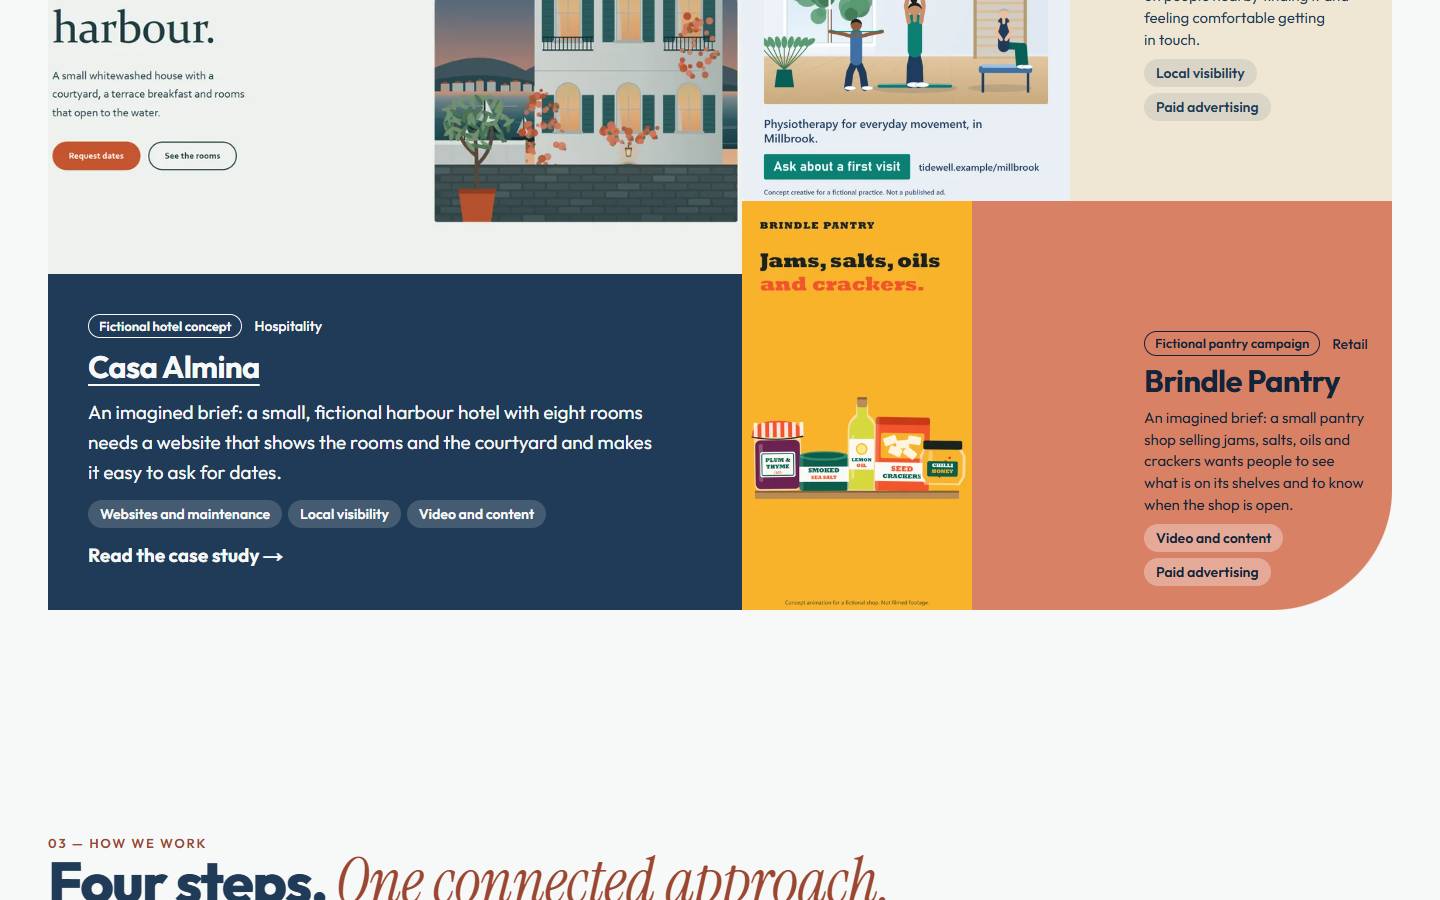 harbour.
A small whitewashed house with a
courtyard, a terrace breakfast and rooms
that open to the water.
Request dates
See the rooms
Physiotherapy for everyday movement, in
Millbrook.
Ask about a first visit
tidewell.example/millbrook
Concept creative for a fictional practice. Not a published ad.
feeling comfortable getting
in touch.
Local visibility
Paid advertising
Fictional hotel concept
Hospitality
Casa Almina
An imagined brief: a small, fictional harbour hotel with eight rooms
needs a website that shows the rooms and the courtyard and makes
it easy to ask for dates.
Websites and maintenance
Local visibility
Video and content
Read the case study →
BRINDLE PANTRY
Jams, salts, oils
and crackers.
PLUM &
THYME
SMOKED
SEA SALT
LEMON
OIL
SEED
CRACKERS
CHILLI
HONEY
Concept animation for a fictional shop. Not filmed footage.
Fictional pantry campaign
Retail
Brindle Pantry
An imagined brief: a small pantry
shop selling jams, salts, oils and
crackers wants people to see
what is on its shelves and to know
when the shop is open.
Video and content
Paid advertising
03 — HOW WE WORK
Four steps. One connected approach.